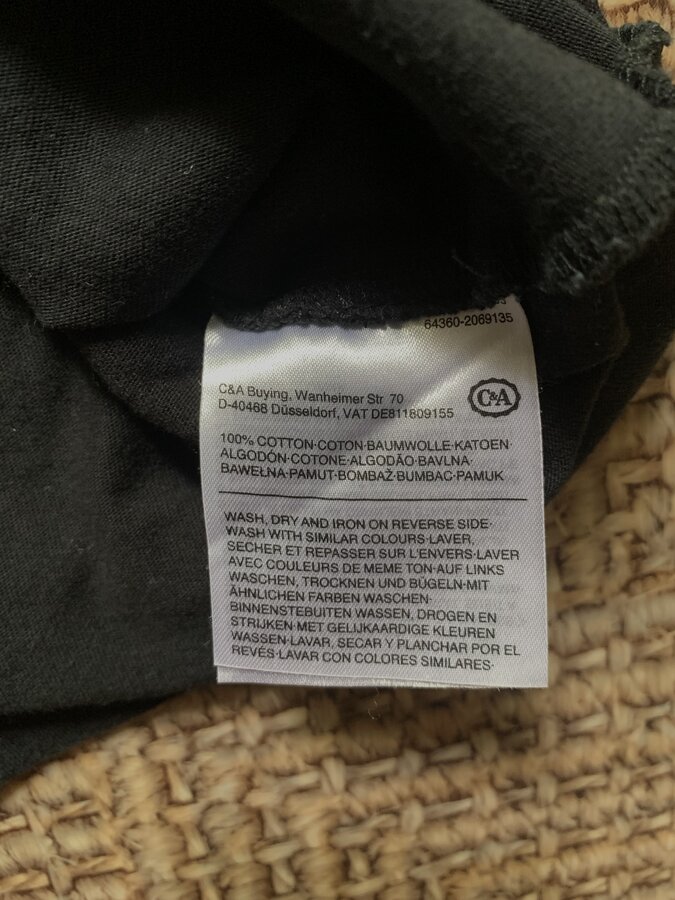 64360-2069135
C&A Buying, Wanheimer Str 70
D-40468 Düsseldorf, VAT DE811809155
C&A
100% COTTON·COTON·BAUMWOLLE·KATOEN·
ALGODÓN·COTONE·ALGODÃO·BAVLNA·
BAWEŁNA·PAMUT·BOMBAŽ·BUMBAC·PAMUK
WASH, DRY AND IRON ON REVERSE SIDE·
WASH WITH SIMILAR COLOURS·LAVER,
SECHER ET REPASSER SUR L'ENVERS·LAVER
AVEC COULEURS DE MEME TON·AUF LINKS
WASCHEN, TROCKNEN UND BÜGELN·MIT
ÄHNLICHEN FARBEN WASCHEN·
BINNENSTEBUITEN WASSEN, DROGEN EN
STRIJKEN·MET GELIJKAARDIGE KLEUREN
WASSEN·LAVAR, SECAR Y PLANCHAR POR EL
REVÉS·LAVAR CON COLORES SIMILARES·